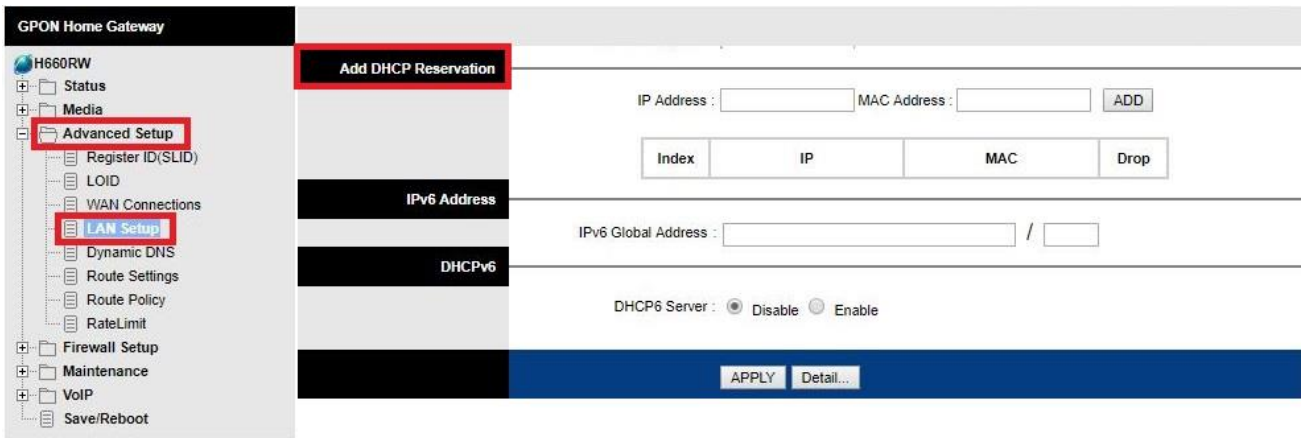 GPON Home Gateway
H660RW
Status
Media
Advanced Setup
Register ID(SLID)
LOID
WAN Connections
LAN Setup
Dynamic DNS
Route Settings
Route Policy
RateLimit
Firewall Setup
Maintenance
VoIP
Save/Reboot
Add DHCP Reservation
IP Address : MAC Address : ADD
Index IP MAC Drop
IPv6 Address
IPv6 Global Address : /
DHCPv6
DHCP6 Server : Disable Enable
APPLY Detail...